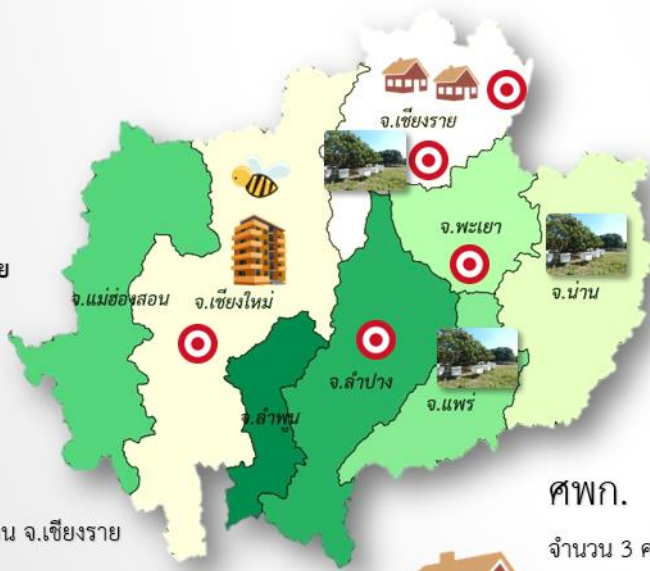 จ.เชียงราย
จ.พะเยา
จ.น่าน
จ.แม่ฮ่องสอน
จ.เชียงใหม่
จ.ลำปาง
จ.แพร่
จ.ลำพูน
ศพก.
จ.เชียงราย
จำนวน 3